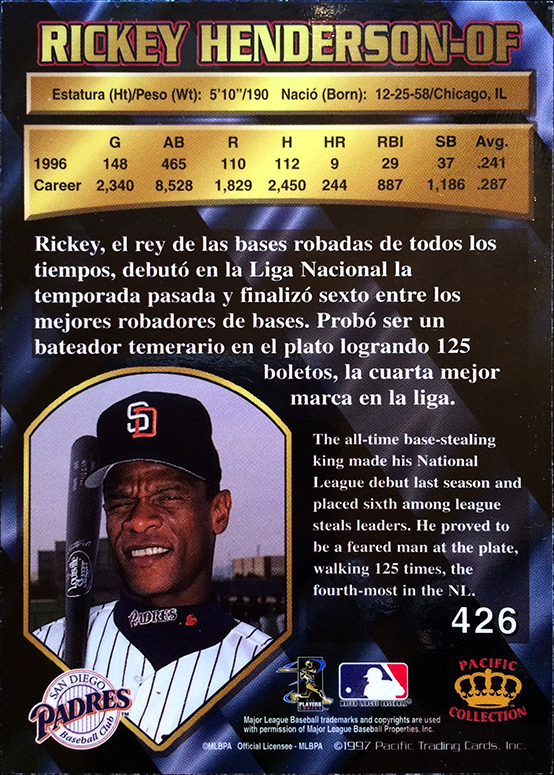 RICKEY HENDERSON-OF
Estatura (Ht)/Peso (Wt): 5'10"/190 Nació (Born): 12-25-58/Chicago, IL
G AB R H HR RBI SB Avg.
1996 148 465 110 112 9 29 37 .241
Career 2,340 8,528 1,829 2,450 244 887 1,186 .287
Rickey, el rey de las bases robadas de todos los
tiempos, debutó en la Liga Nacional la
temporada pasada y finalizó sexto entre los
mejores robadores de bases. Probó ser un
bateador temerario en el plato logrando 125
boletos, la cuarta mejor
marca en la liga.
The all-time base-stealing
king made his National
League debut last season and
placed sixth among league
steals leaders. He proved to
be a feared man at the plate,
walking 125 times, the
fourth-most in the NL.
426
SD
Louisville
Slugger
PADRES
SAN DIEGO
PADRES
Baseball Club
PLAYERS
MAJOR LEAGUE BASEBALL
PACIFIC
COLLECTION
Major League Baseball trademarks and copyrights are used
with permission of Major League Baseball Properties, Inc.
©MLBPA Official Licensee - MLBPA ©1997 Pacific Trading Cards, Inc.